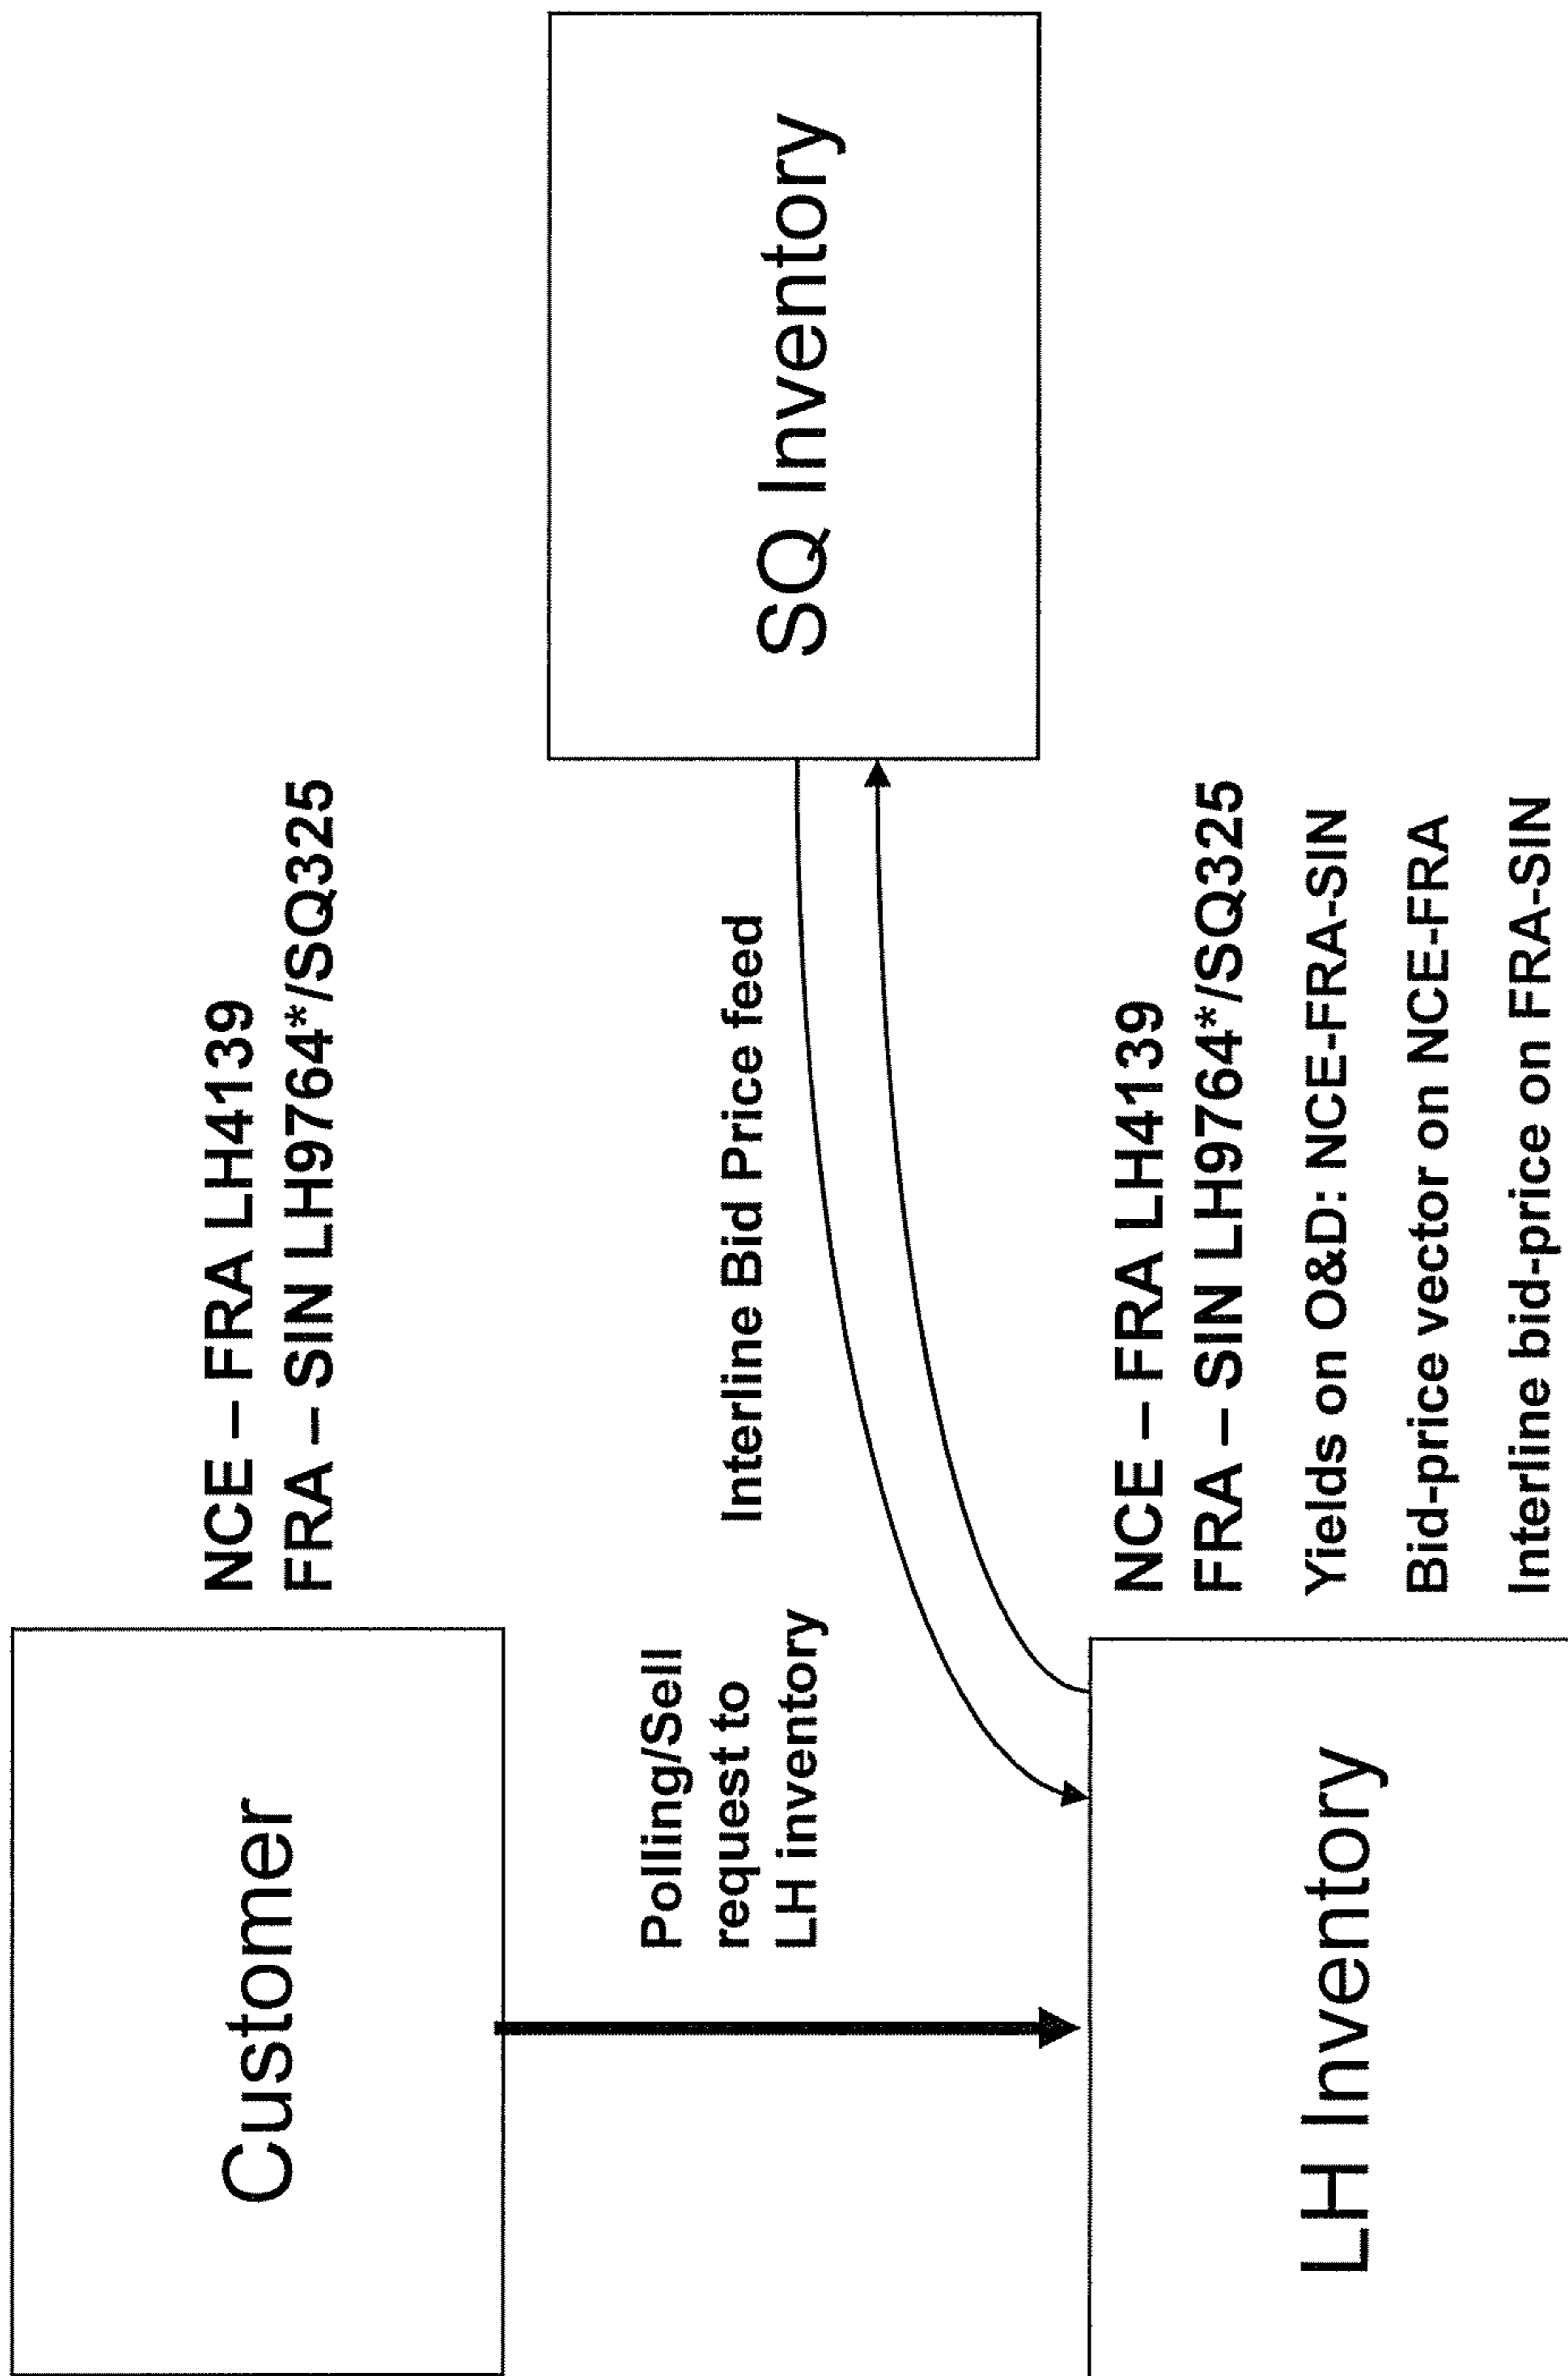 Customer
NCE – FRA LH4139
FRA – SIN LH9764*/SQ325
Polling/Sell
request to
LH inventory
Interline Bid Price feed
SQ Inventory
LH Inventory
NCE – FRA LH4139
FRA – SIN LH9764*/SQ325
Yields on O&D: NCE-FRA-SIN
Bid-price vector on NCE-FRA
Interline bid-price on FRA-SIN